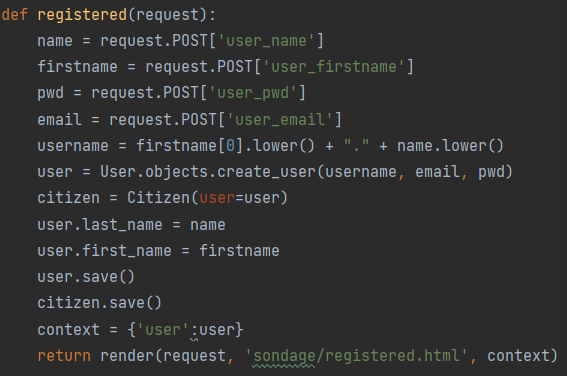 def registered(request):
    name = request.POST['user_name']
    firstname = request.POST['user_firstname']
    pwd = request.POST['user_pwd']
    email = request.POST['user_email']
    username = firstname[0].lower() + "." + name.lower()
    user = User.objects.create_user(username, email, pwd)
    citizen = Citizen(user=user)
    user.last_name = name
    user.first_name = firstname
    user.save()
    citizen.save()
    context = {'user':user}
    return render(request, 'sondage/registered.html', context)